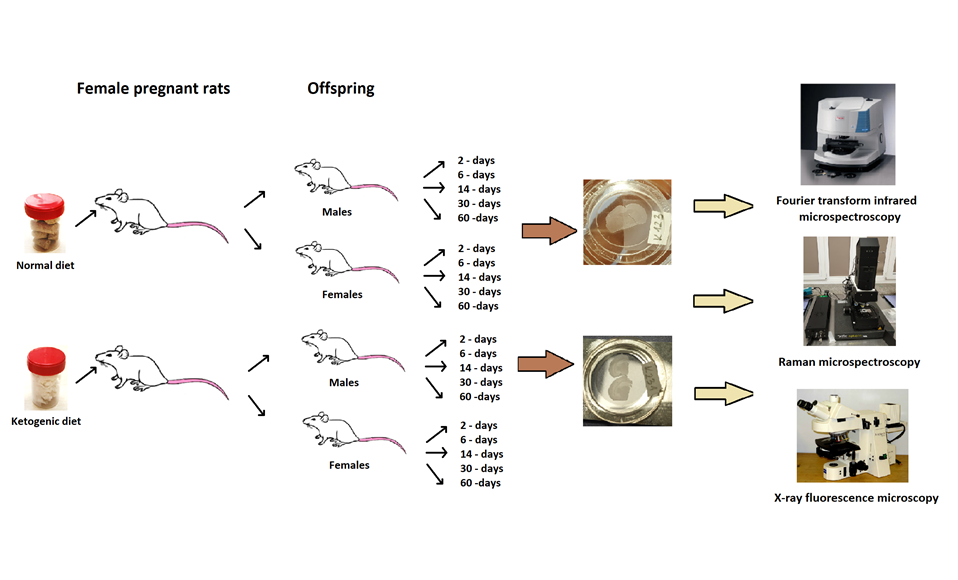 Female pregnant rats
Offspring
Normal diet
Males
2 - days
6 - days
14 - days
30 - days
60 -days
Females
2 - days
6 - days
14 - days
30 - days
60 -days
Ketogenic diet
Males
2 - days
6 - days
14 - days
30 - days
60 -days
Females
2 - days
6 - days
14 - days
30 - days
60 -days
K123
Fourier transform infrared
microspectroscopy
Raman microspectroscopy
X-ray fluorescence microscopy